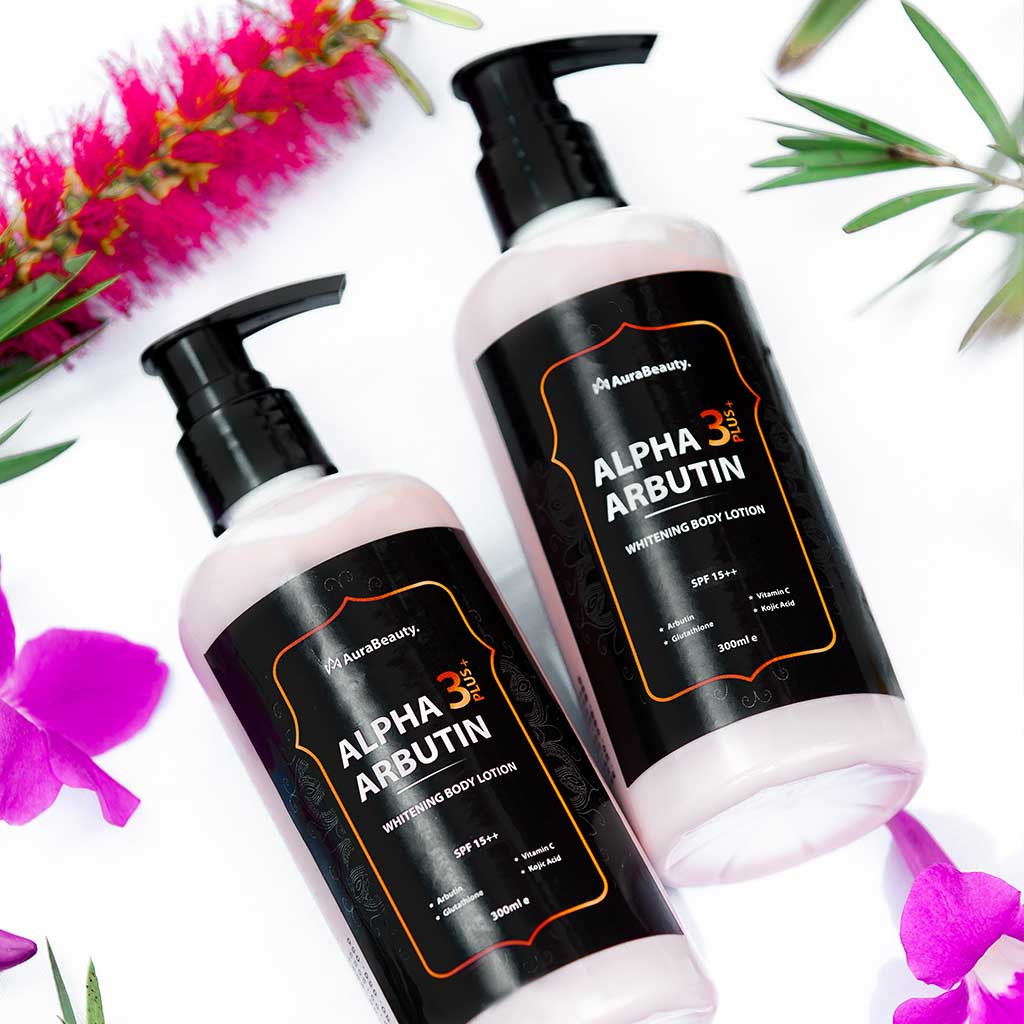 AuraBeauty.
ALPHA 3 PLUS+
ARBUTIN
WHITENING BODY LOTION
SPF 15++
• Arbutin
• Glutathione
• Vitamin C
• Kojic Acid
300ml e
AuraBeauty.
ALPHA 3 PLUS+
ARBUTIN
WHITENING BODY LOTION
SPF 15++
• Arbutin
• Glutathione
• Vitamin C
• Kojic Acid
300ml e